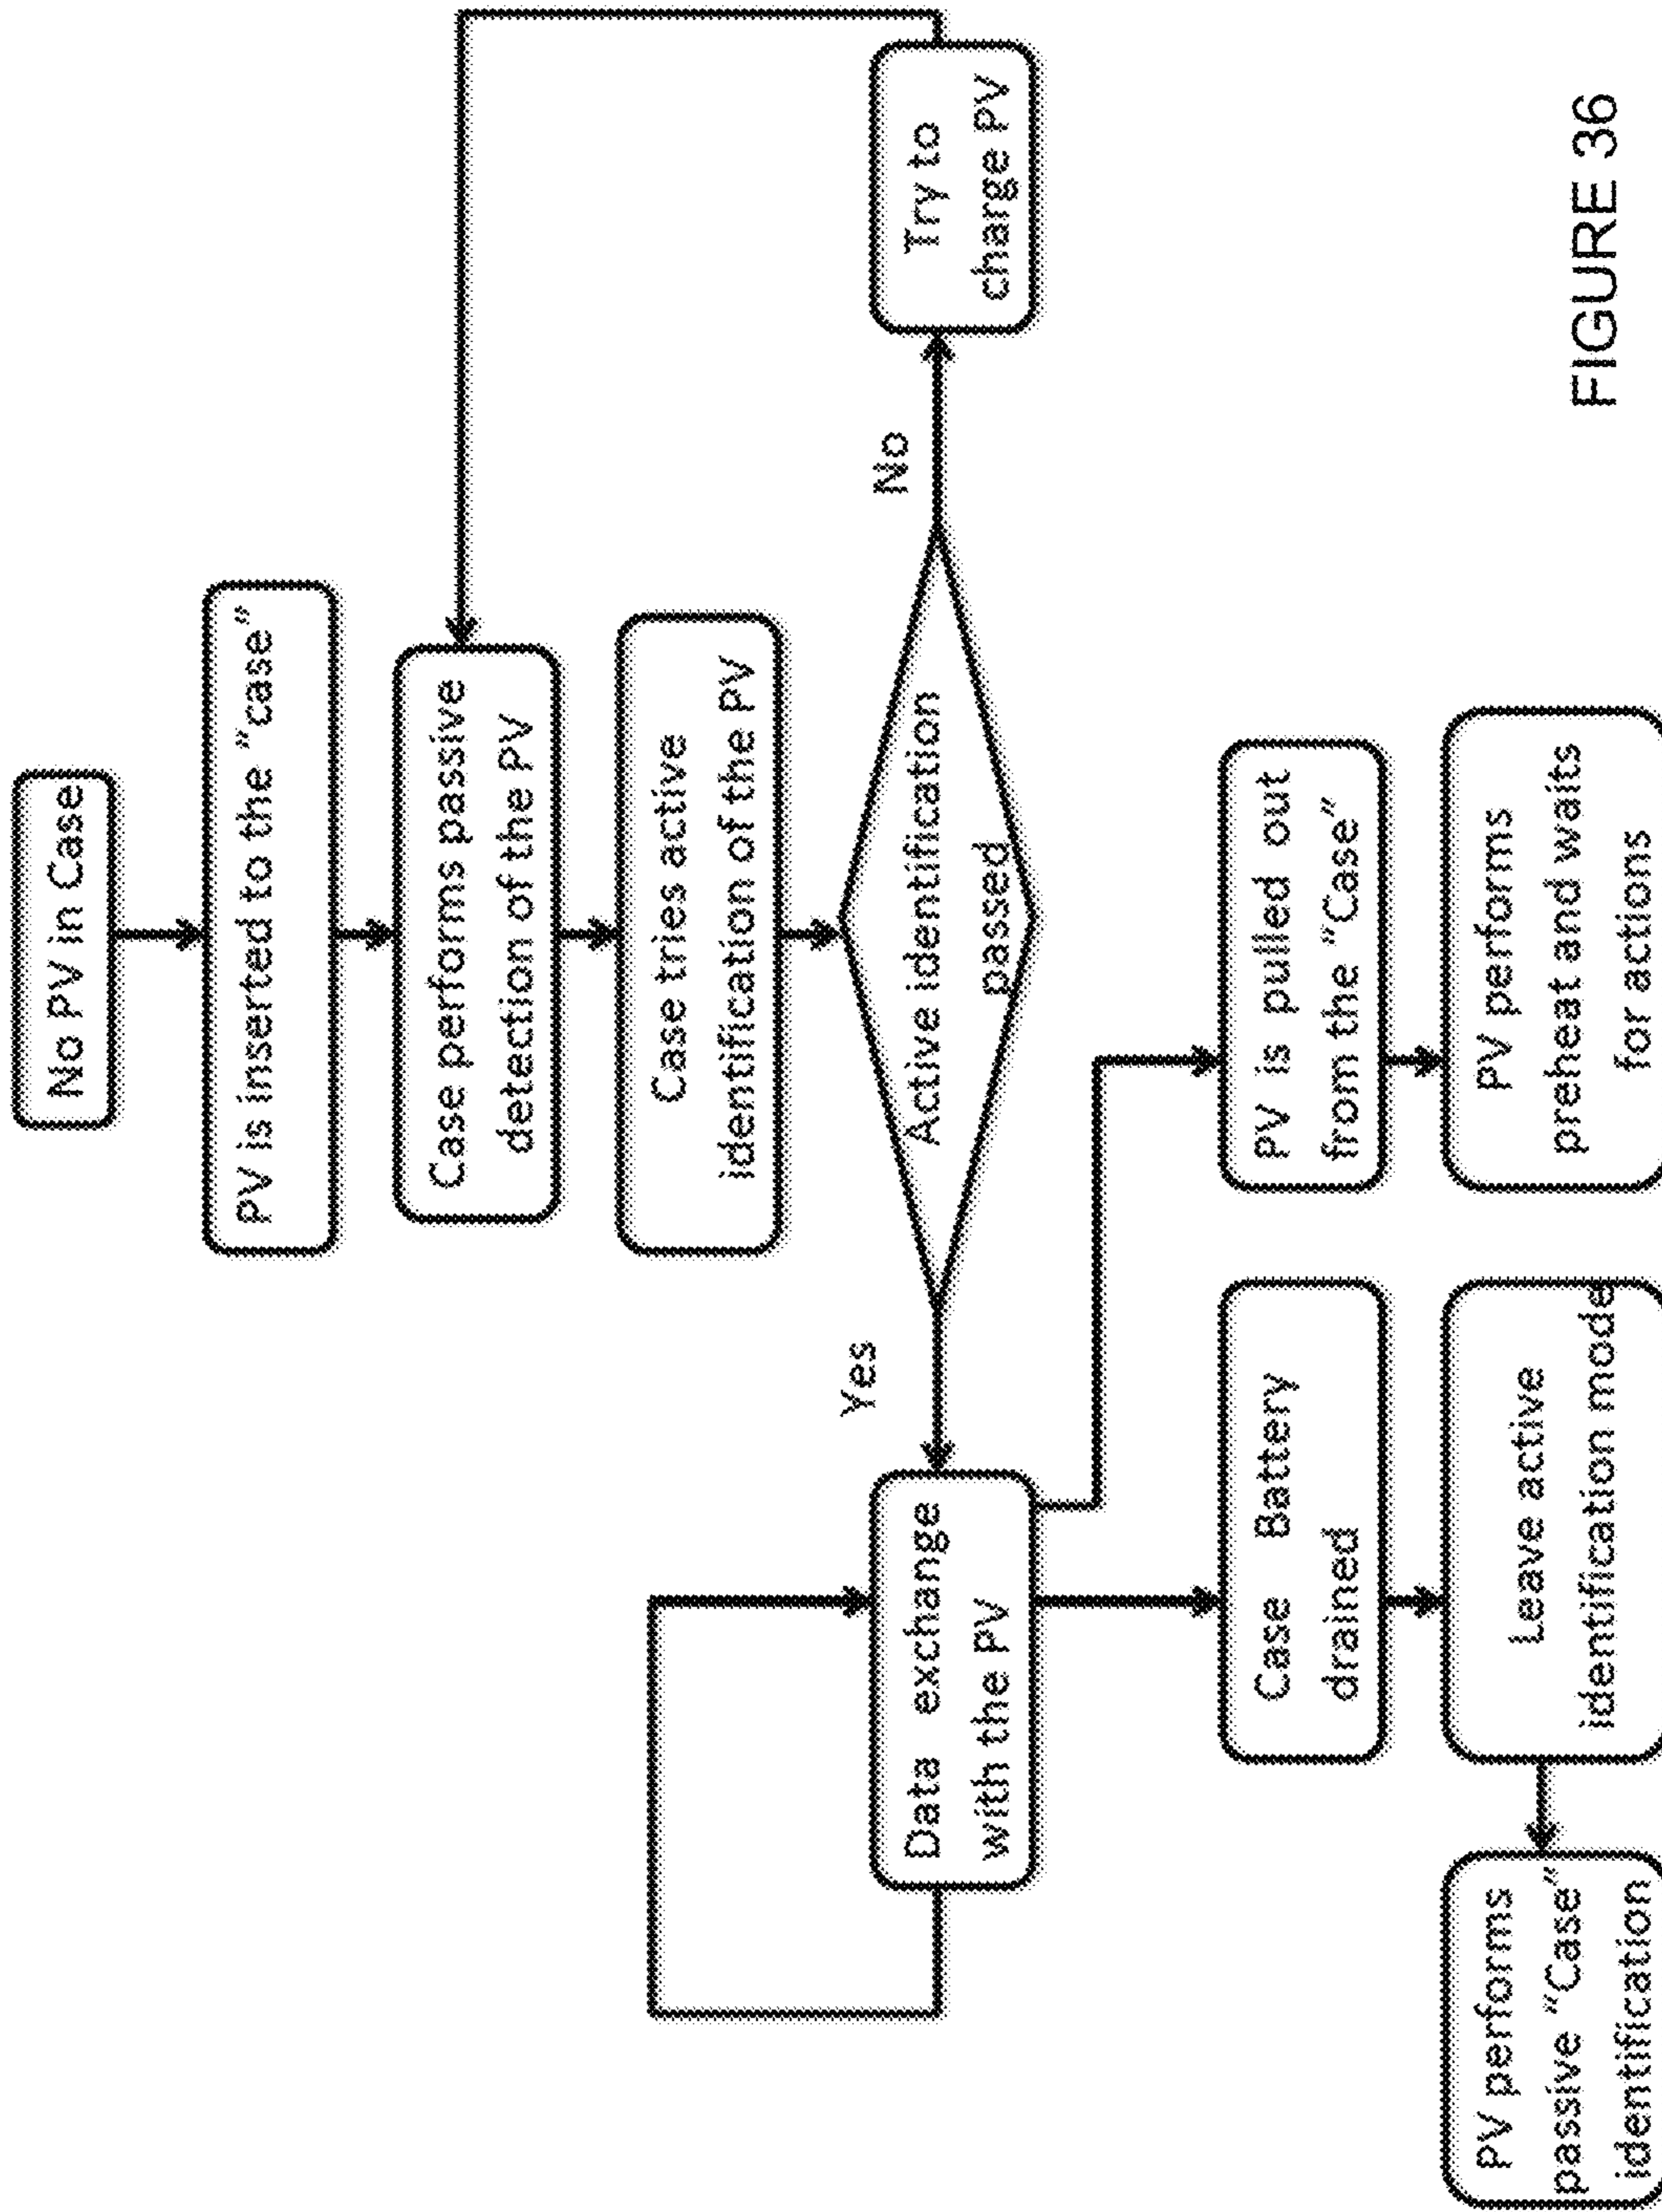 No PV in Case
PV is inserted to the "case"
Case performs passive
detection of the PV
Case tries active
identification of the PV
Active identification
passed
Yes
No
Try to
charge PV
Data exchange
with the PV
Case Battery
drained
PV is pulled out
from the "Case"
Leave active
identification mode
PV performs
preheat and waits
for actions
PV performs
passive "Case"
identification
FIGURE 36